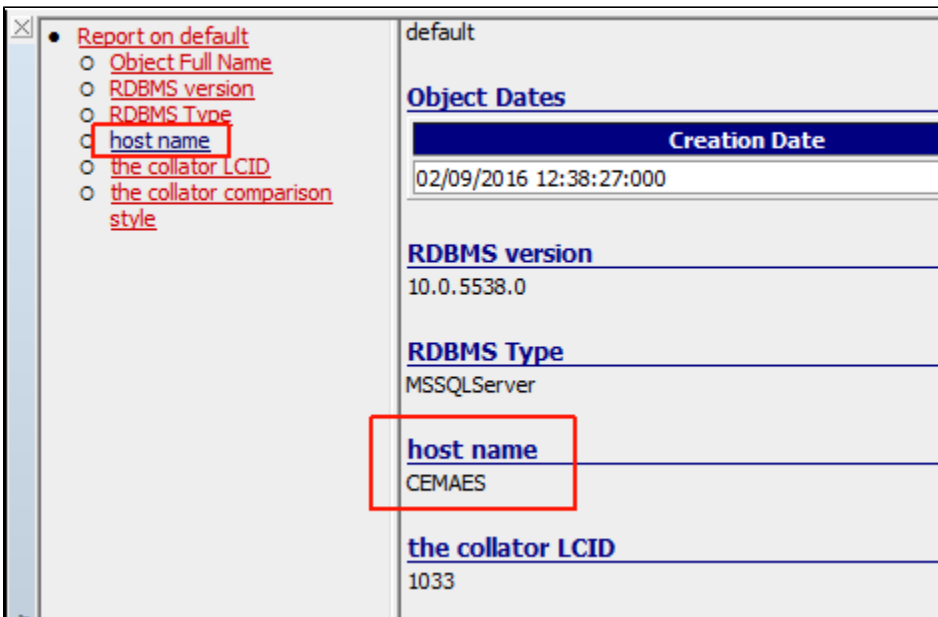 Report on default
Object Full Name
RDBMS version
RDBMS Type
host name
the collator LCID
the collator comparison
style
default
Object Dates
Creation Date
02/09/2016 12:38:27:000
RDBMS version
10.0.5538.0
RDBMS Type
MSSQLServer
host name
CEMAES
the collator LCID
1033